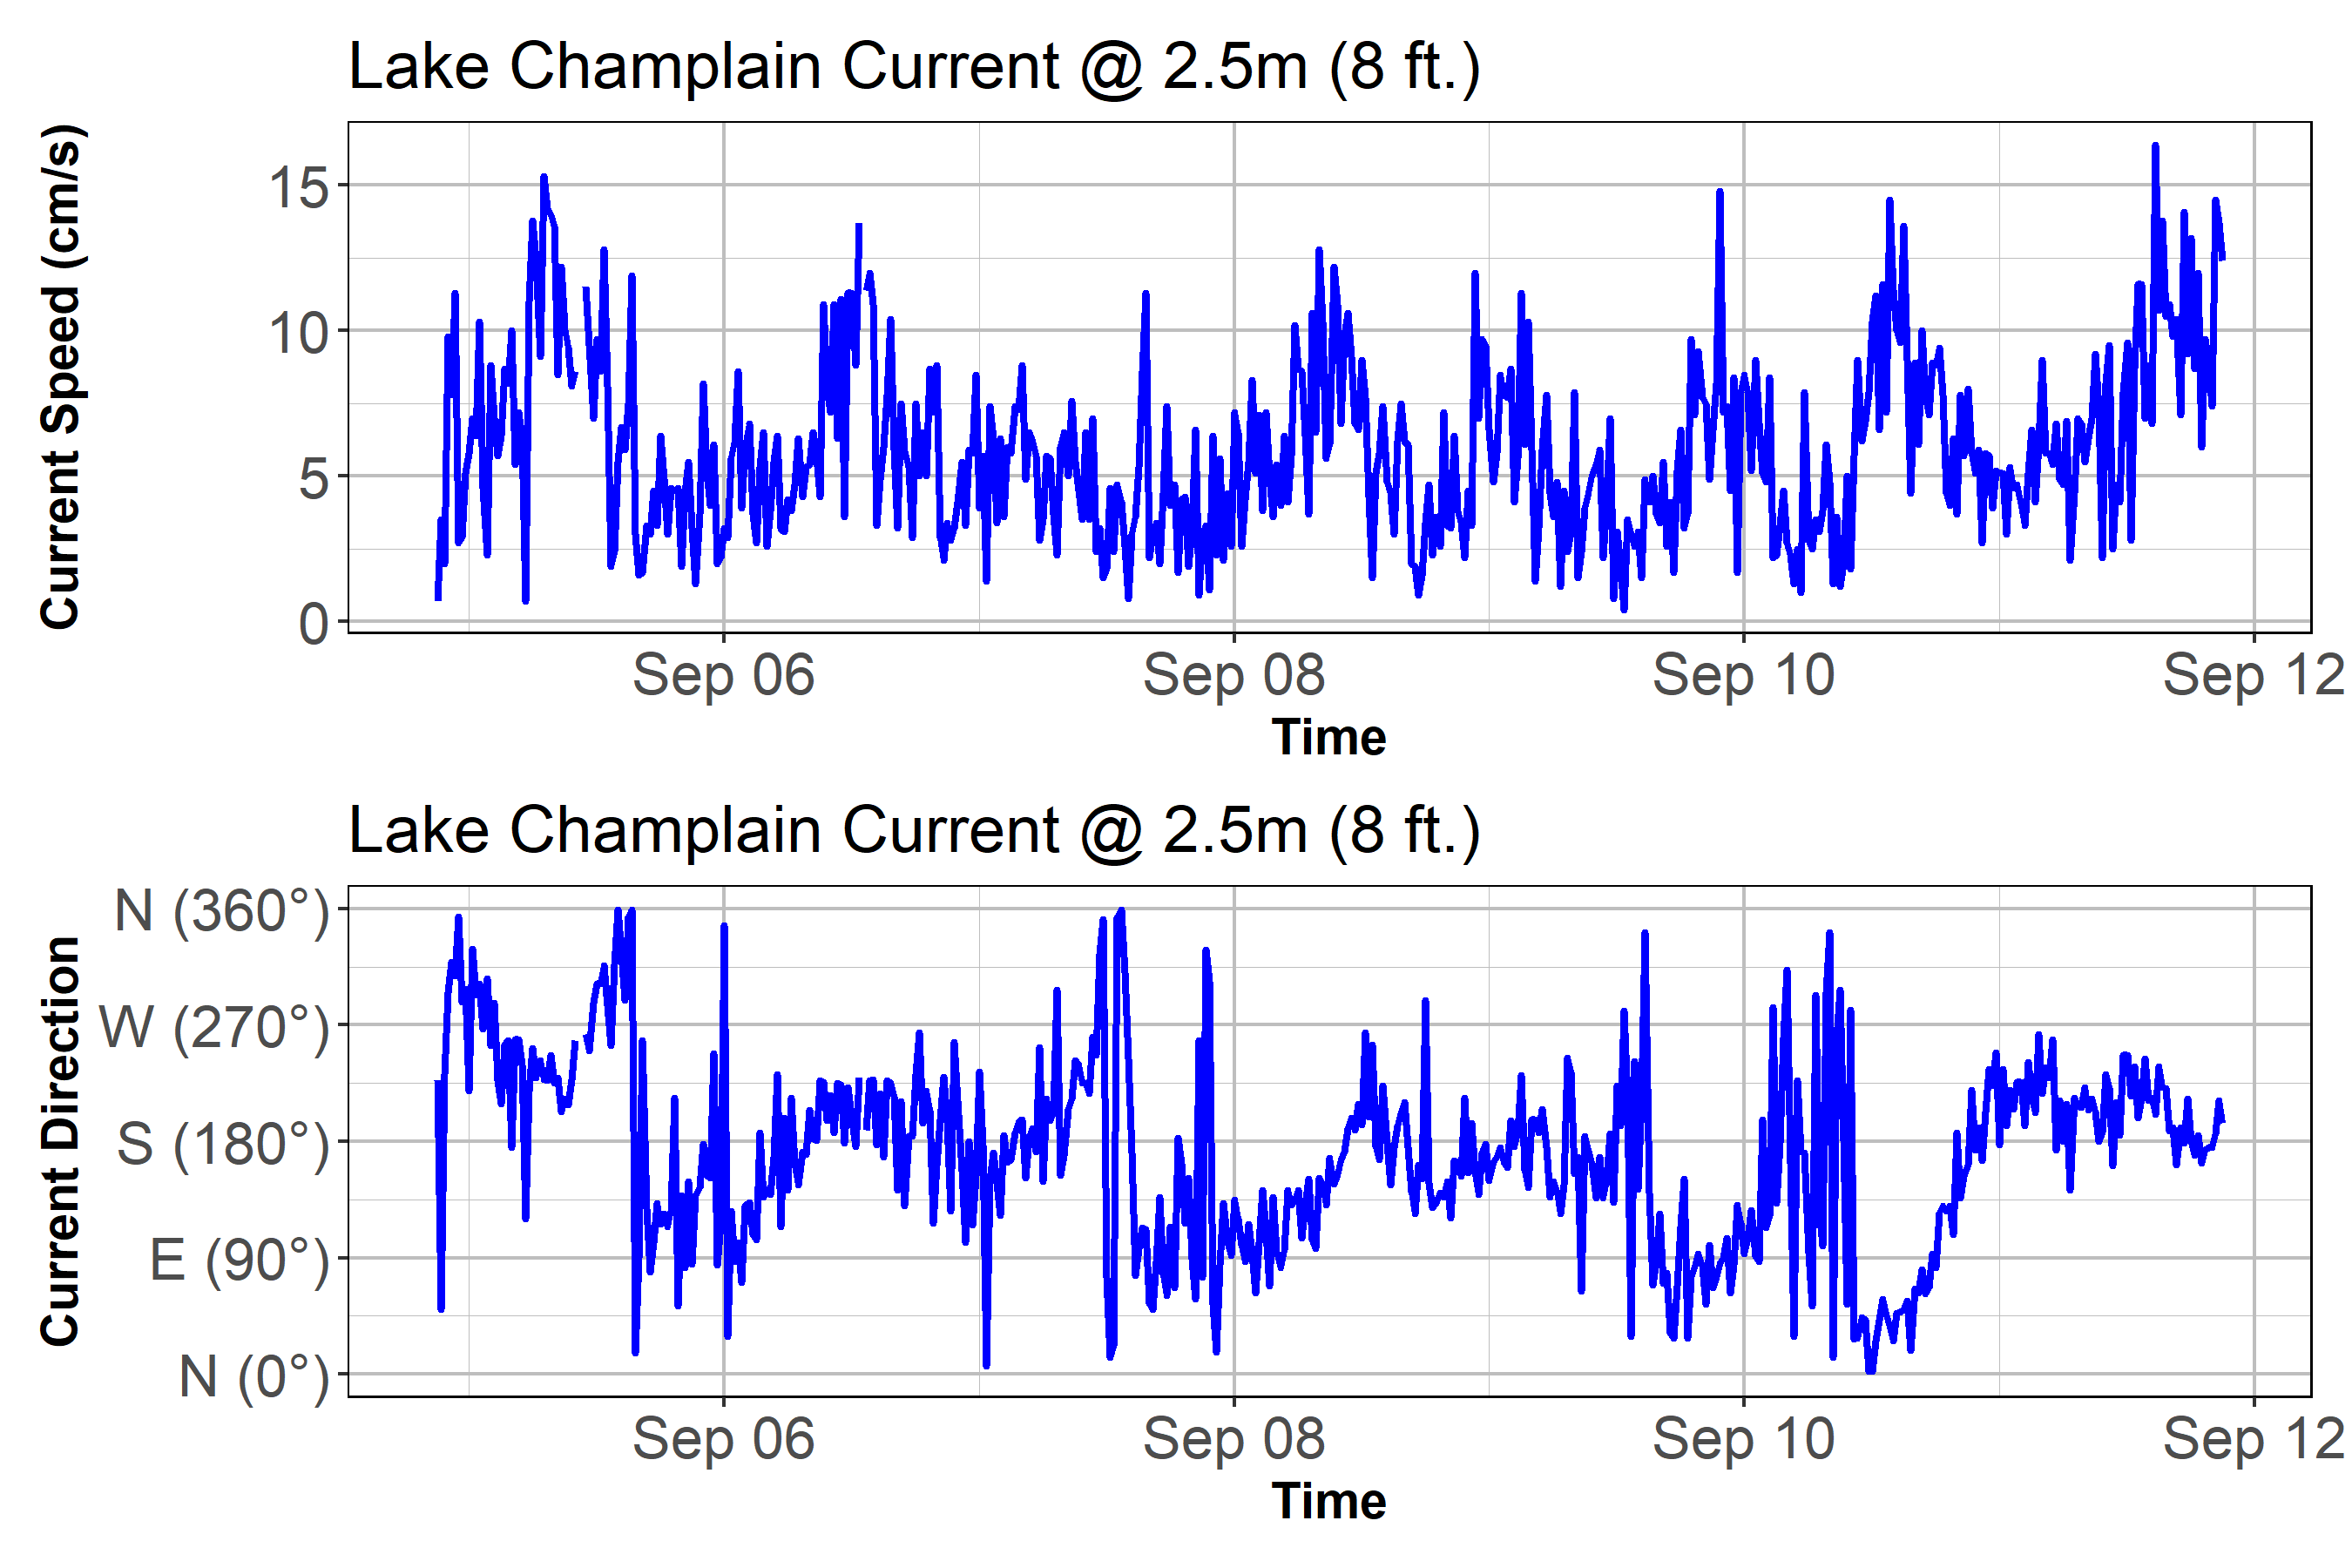 Lake Champlain Current @ 2.5m (8 ft.)
Current Speed (cm/s)
15
10
5
0
Sep 06 Sep 08 Sep 10 Sep 12
Time
Lake Champlain Current @ 2.5m (8 ft.)
Current Direction
N (360°)
W (270°)
S (180°)
E (90°)
N (0°)
Sep 06 Sep 08 Sep 10 Sep 12
Time